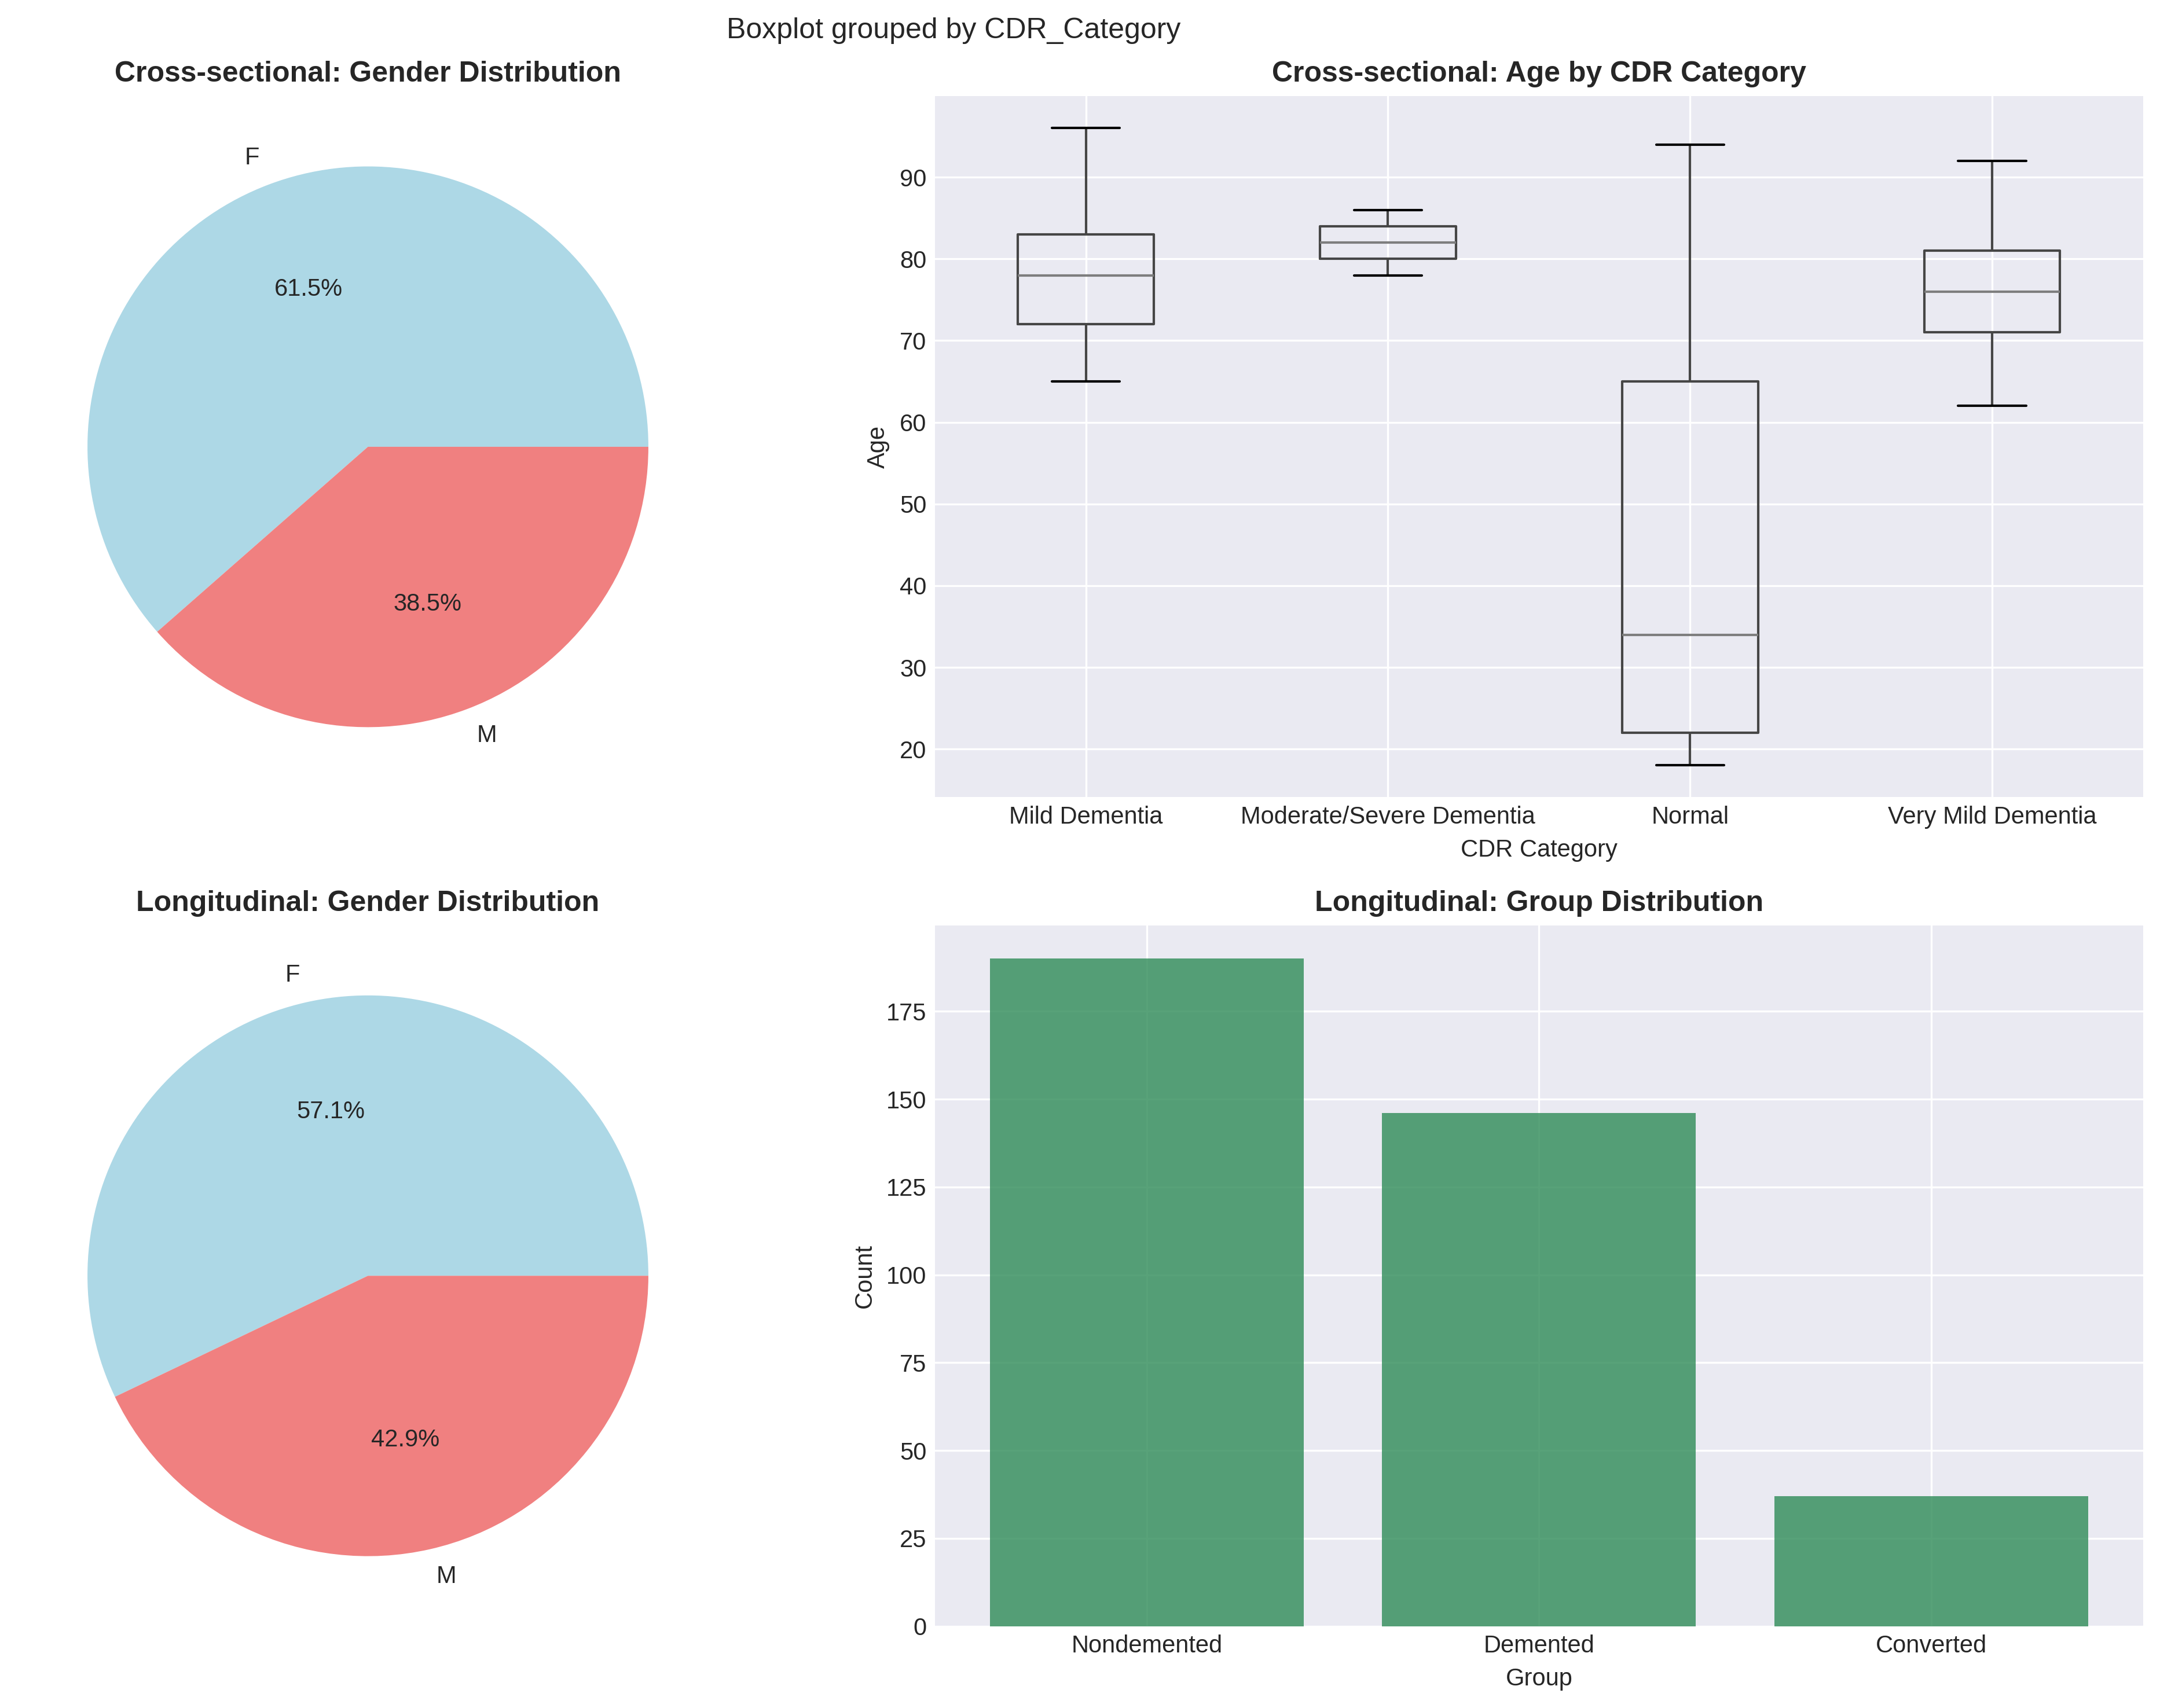 Boxplot grouped by CDR_Category
Cross-sectional: Gender Distribution
F
61.5%
38.5%
M
Cross-sectional: Age by CDR Category
Age
90
80
70
60
50
40
30
20
Mild Dementia Moderate/Severe Dementia Normal Very Mild Dementia
CDR Category
Longitudinal: Gender Distribution
F
57.1%
42.9%
M
Longitudinal: Group Distribution
Count
175
150
125
100
75
50
25
0
Nondemented Demented Converted
Group